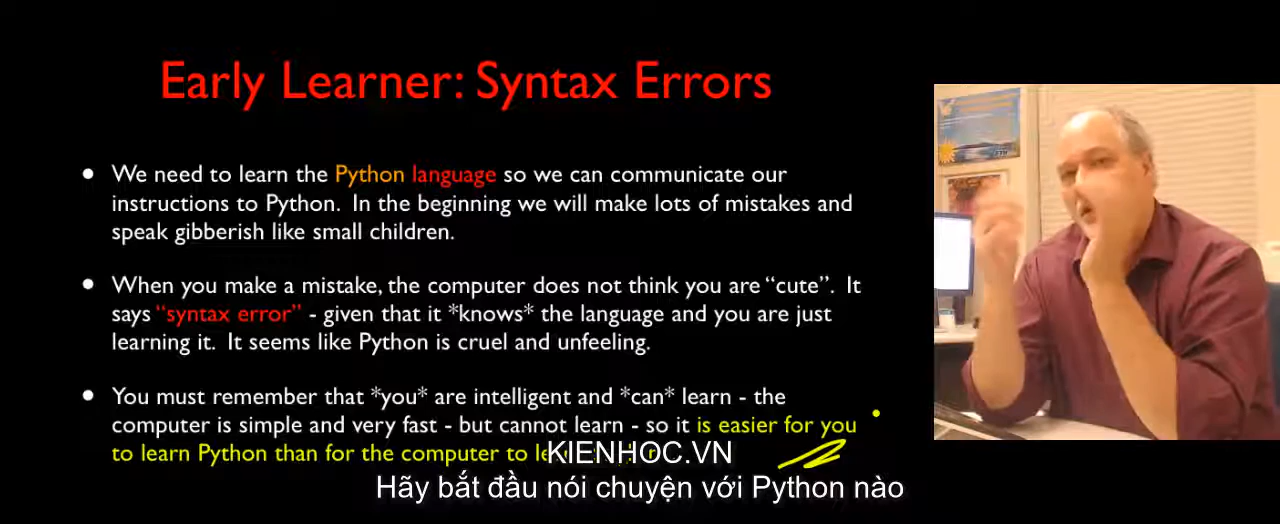 Early Learner: Syntax Errors
• We need to learn the Python language so we can communicate our
instructions to Python. In the beginning we will make lots of mistakes and
speak gibberish like small children.
• When you make a mistake, the computer does not think you are “cute”. It
says “syntax error” - given that it *knows* the language and you are just
learning it. It seems like Python is cruel and unfeeling.
• You must remember that *you* are intelligent and *can* learn - the
computer is simple and very fast - but cannot learn - so it is easier for you
to learn Python than for the computer to
KIENHOC.VN
Hãy bắt đầu nói chuyện với Python nào